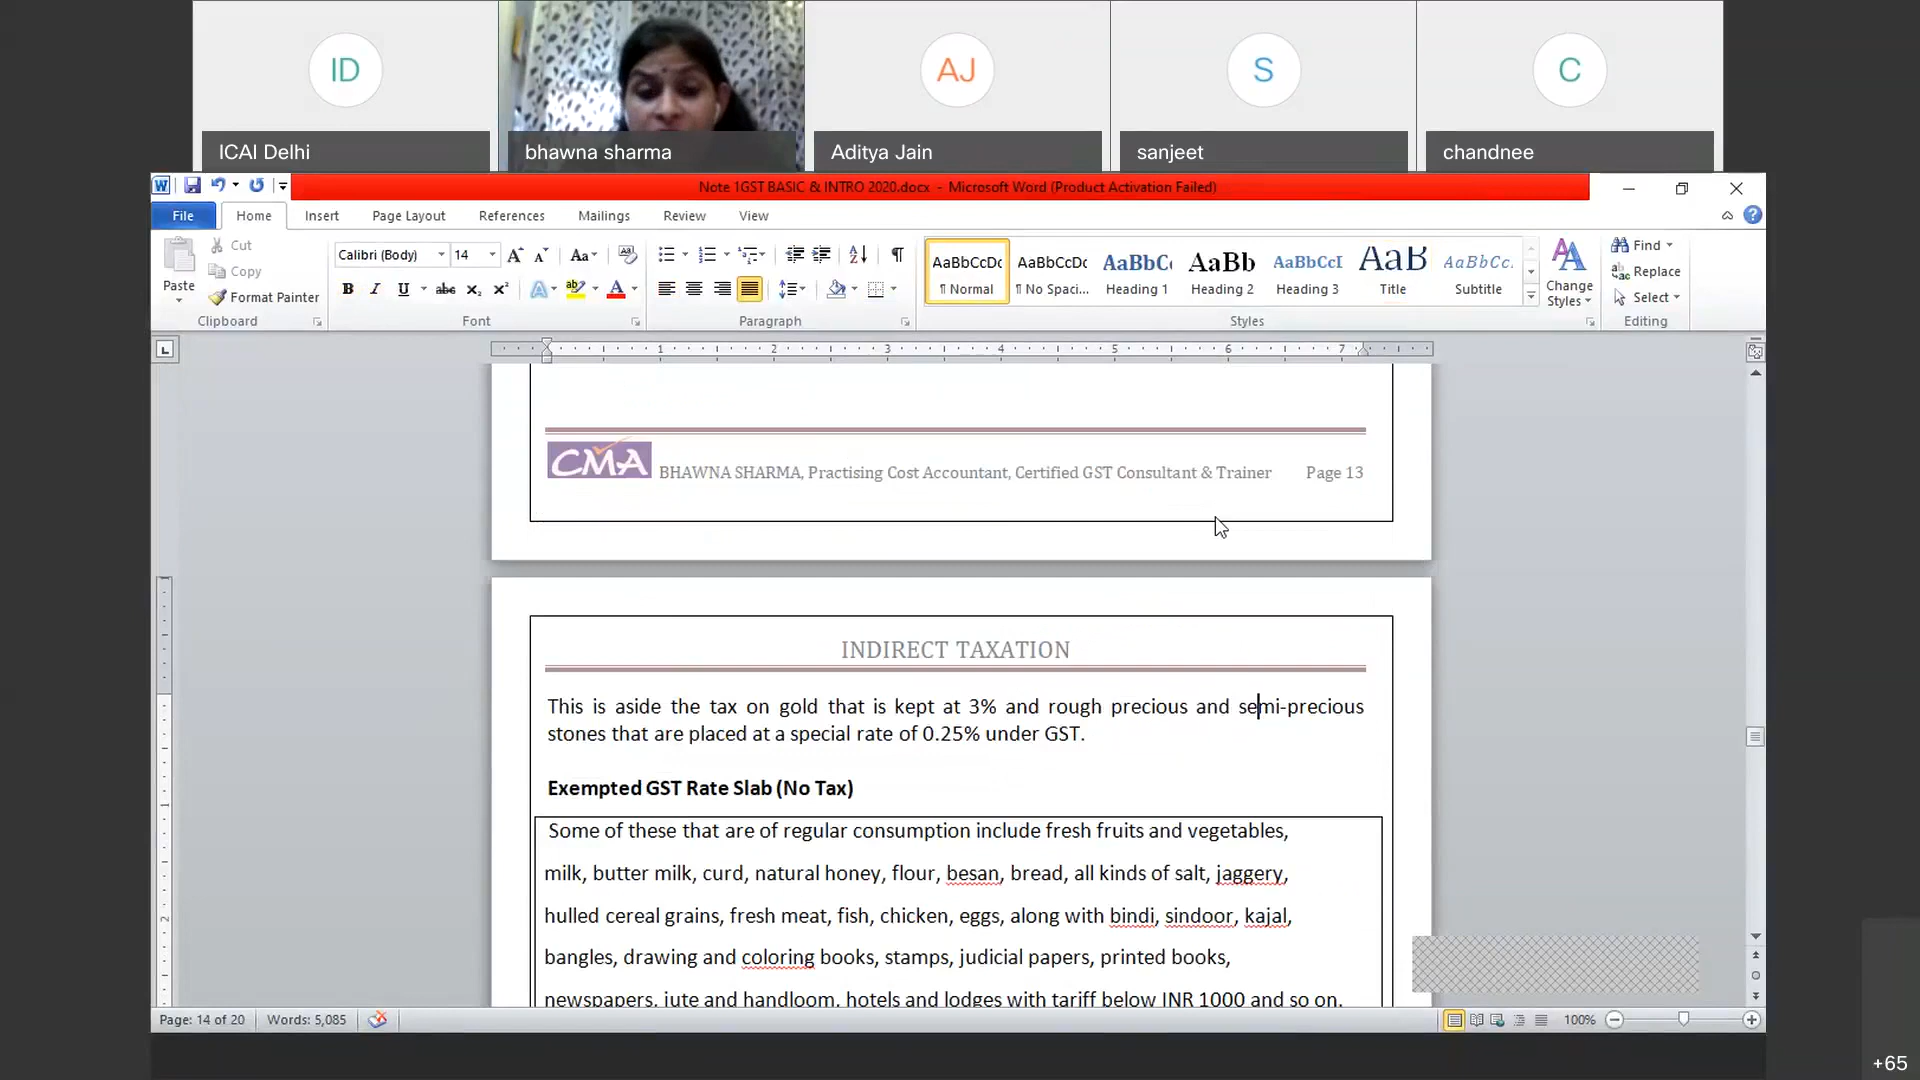 ID
AJ
S
C
ICAI Delhi
bhawna sharma
Aditya Jain
sanjeet
chandnee
Note 1GST BASIC & INTRO 2020.docx - Microsoft Word (Product Activation Failed)
File
Home
Insert
Page Layout
References
Mailings
Review
View
Paste
Cut
Copy
Format Painter
Clipboard
Calibri (Body)
14
Font
Paragraph
AaBbCcDc
¶ Normal
AaBbCcDc
¶ No Spaci...
AaBbC
Heading 1
AaBb
Heading 2
AaBbCcI
Heading 3
AaB
Title
AaBbCc.
Subtitle
Change
Styles
Styles
Find
Replace
Select
Editing
1 2 3 4 5 6 7
CMA BHAWNA SHARMA, Practising Cost Accountant, Certified GST Consultant & Trainer Page 13
INDIRECT TAXATION
This is aside the tax on gold that is kept at 3% and rough precious and semi-precious
stones that are placed at a special rate of 0.25% under GST.
Exempted GST Rate Slab (No Tax)
Some of these that are of regular consumption include fresh fruits and vegetables,
milk, butter milk, curd, natural honey, flour, besan, bread, all kinds of salt, jaggery,
hulled cereal grains, fresh meat, fish, chicken, eggs, along with bindi, sindoor, kajal,
bangles, drawing and coloring books, stamps, judicial papers, printed books,
newspapers, jute and handloom, hotels and lodges with tariff below INR 1000 and so on.
Page: 14 of 20
Words: 5,085
100%
+65